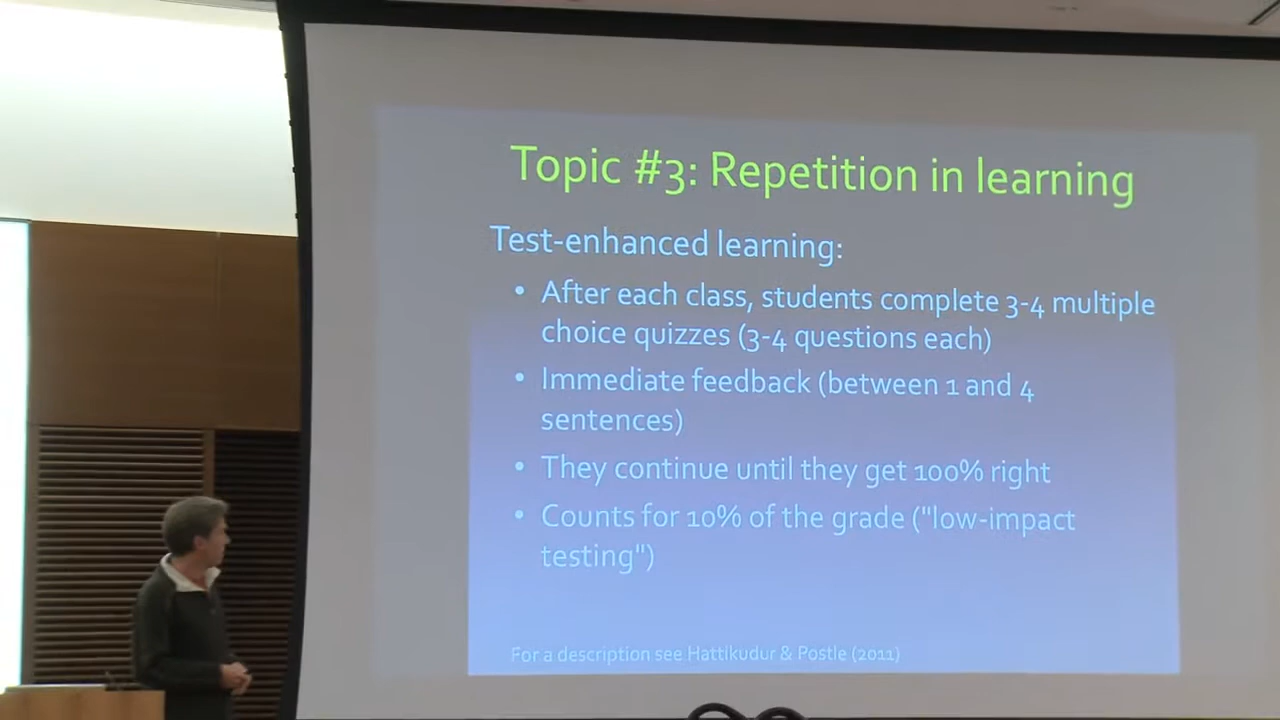 Topic #3: Repetition in learning
Test-enhanced learning:
• After each class, students complete 3-4 multiple
choice quizzes (3-4 questions each)
• Immediate feedback (between 1 and 4
sentences)
• They continue until they get 100% right
• Counts for 10% of the grade ("low-impact
testing")
For a description see Hattikudur & Postle (2011)